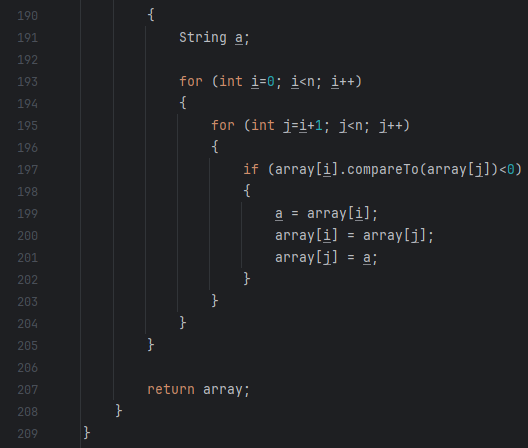 190 {
191 String a;
192
193 for (int i=0; i<n; i++)
194 {
195 for (int j=i+1; j<n; j++)
196 {
197 if (array[i].compareTo(array[j])<0)
198 {
199 a = array[i];
200 array[i] = array[j];
201 array[j] = a;
202 }
203 }
204 }
205 }
206
207 return array;
208 }
209 }